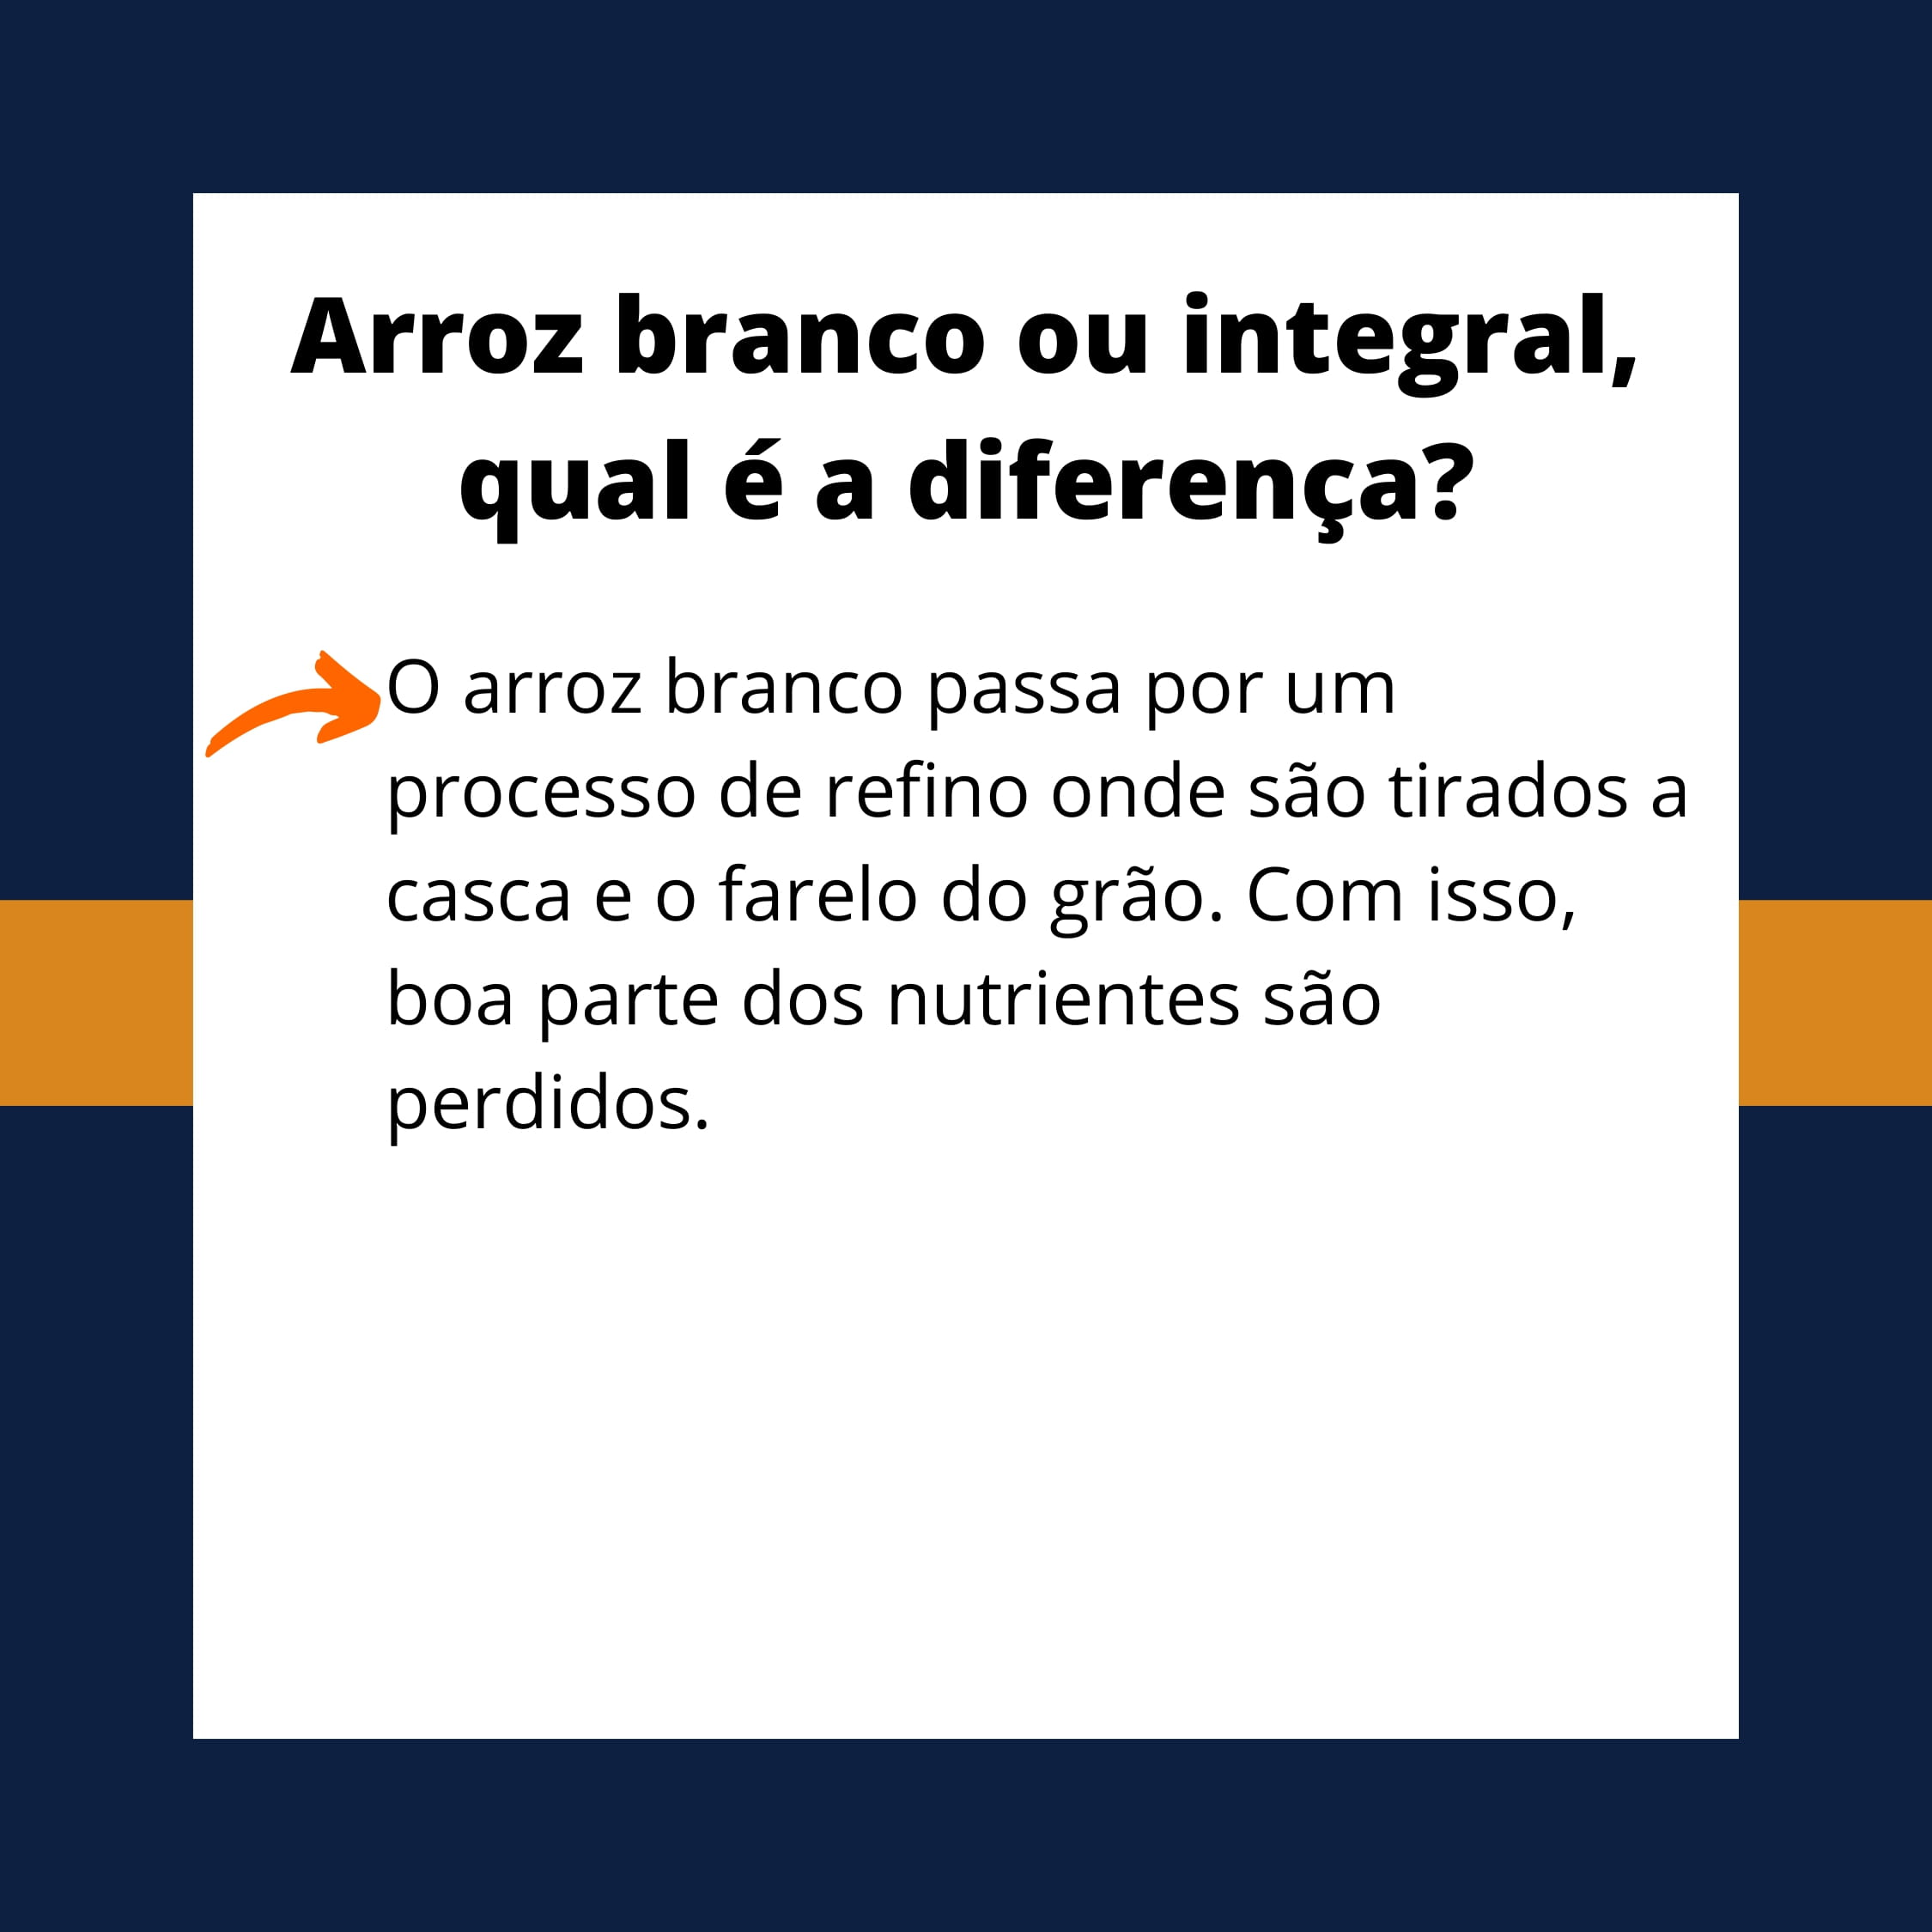 Arroz branco ou integral,
qual é a diferença?
O arroz branco passa por um
processo de refino onde são tirados a
casca e o farelo do grão. Com isso,
boa parte dos nutrientes são
perdidos.